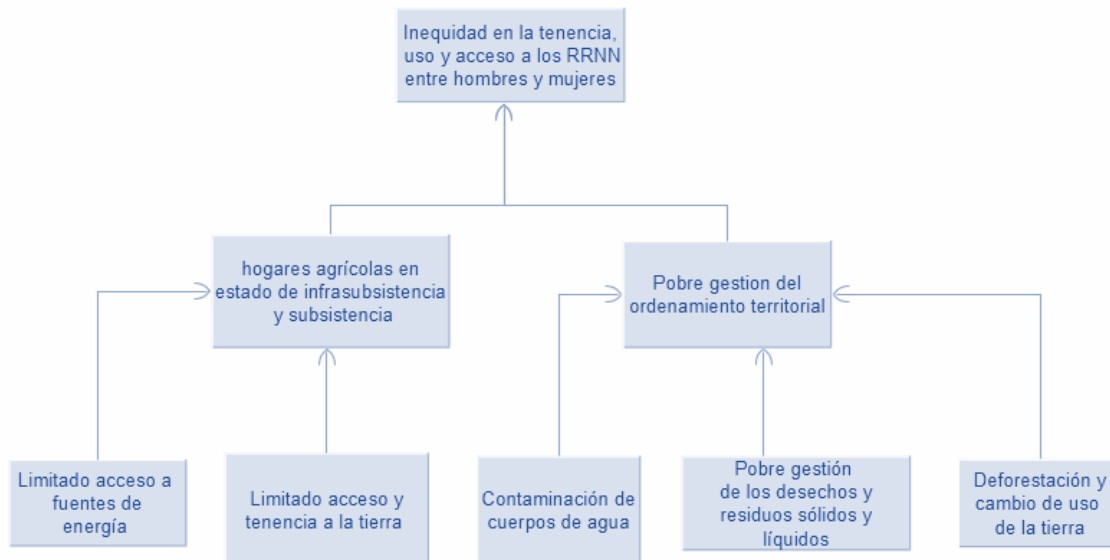 Inequidad en la tenencia,
uso y acceso a los RRNN
entre hombres y mujeres
hogares agrícolas en
estado de infrasubsistencia
y subsistencia
Pobre gestion del
ordenamiento territorial
Limitado acceso a
fuentes de
energía
Limitado acceso y
tenencia a la tierra
Contaminación de
cuerpos de agua
Pobre gestión
de los desechos y
residuos sólidos y
líquidos
Deforestación y
cambio de uso
de la tierra